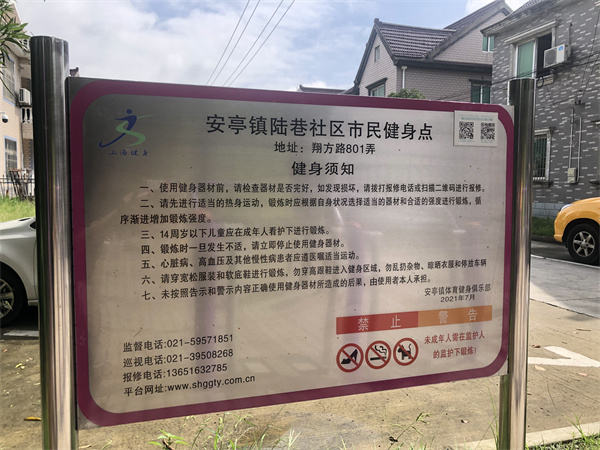 上海健身
安亭镇陆巷社区市民健身点
地址：翔方路801弄
健身须知
一、使用健身器材前，请检查器材是否完好，如发现损坏，请拨打报修电话或扫描二维码进行报修。
二、请先进行适当的热身运动，锻炼时应根据自身状况选择适当的器材和合适的强度进行锻炼，循
序渐进增加锻炼强度。
三、14周岁以下儿童应在成年人看护下进行锻炼。
四、锻炼时一旦发生不适，请立即停止使用健身器材。
五、心脏病、高血压及其他慢性病患者应遵医嘱适当运动。
六、请穿宽松服装和软底鞋进行锻炼，勿穿高跟鞋进入健身区域，勿乱扔杂物、晾晒衣服和停放车辆
七、未按照告示和警示内容正确使用健身器材所造成的后果，由使用者本人承担。
安亭镇体育健身俱乐部
2021年7月
禁止 警告
未成年人需在监护人
的监护下锻炼！
监督电话:021-59571851
巡视电话:021-39508268
报修电话:13651632785
平台网址:www.shggty.com.cn